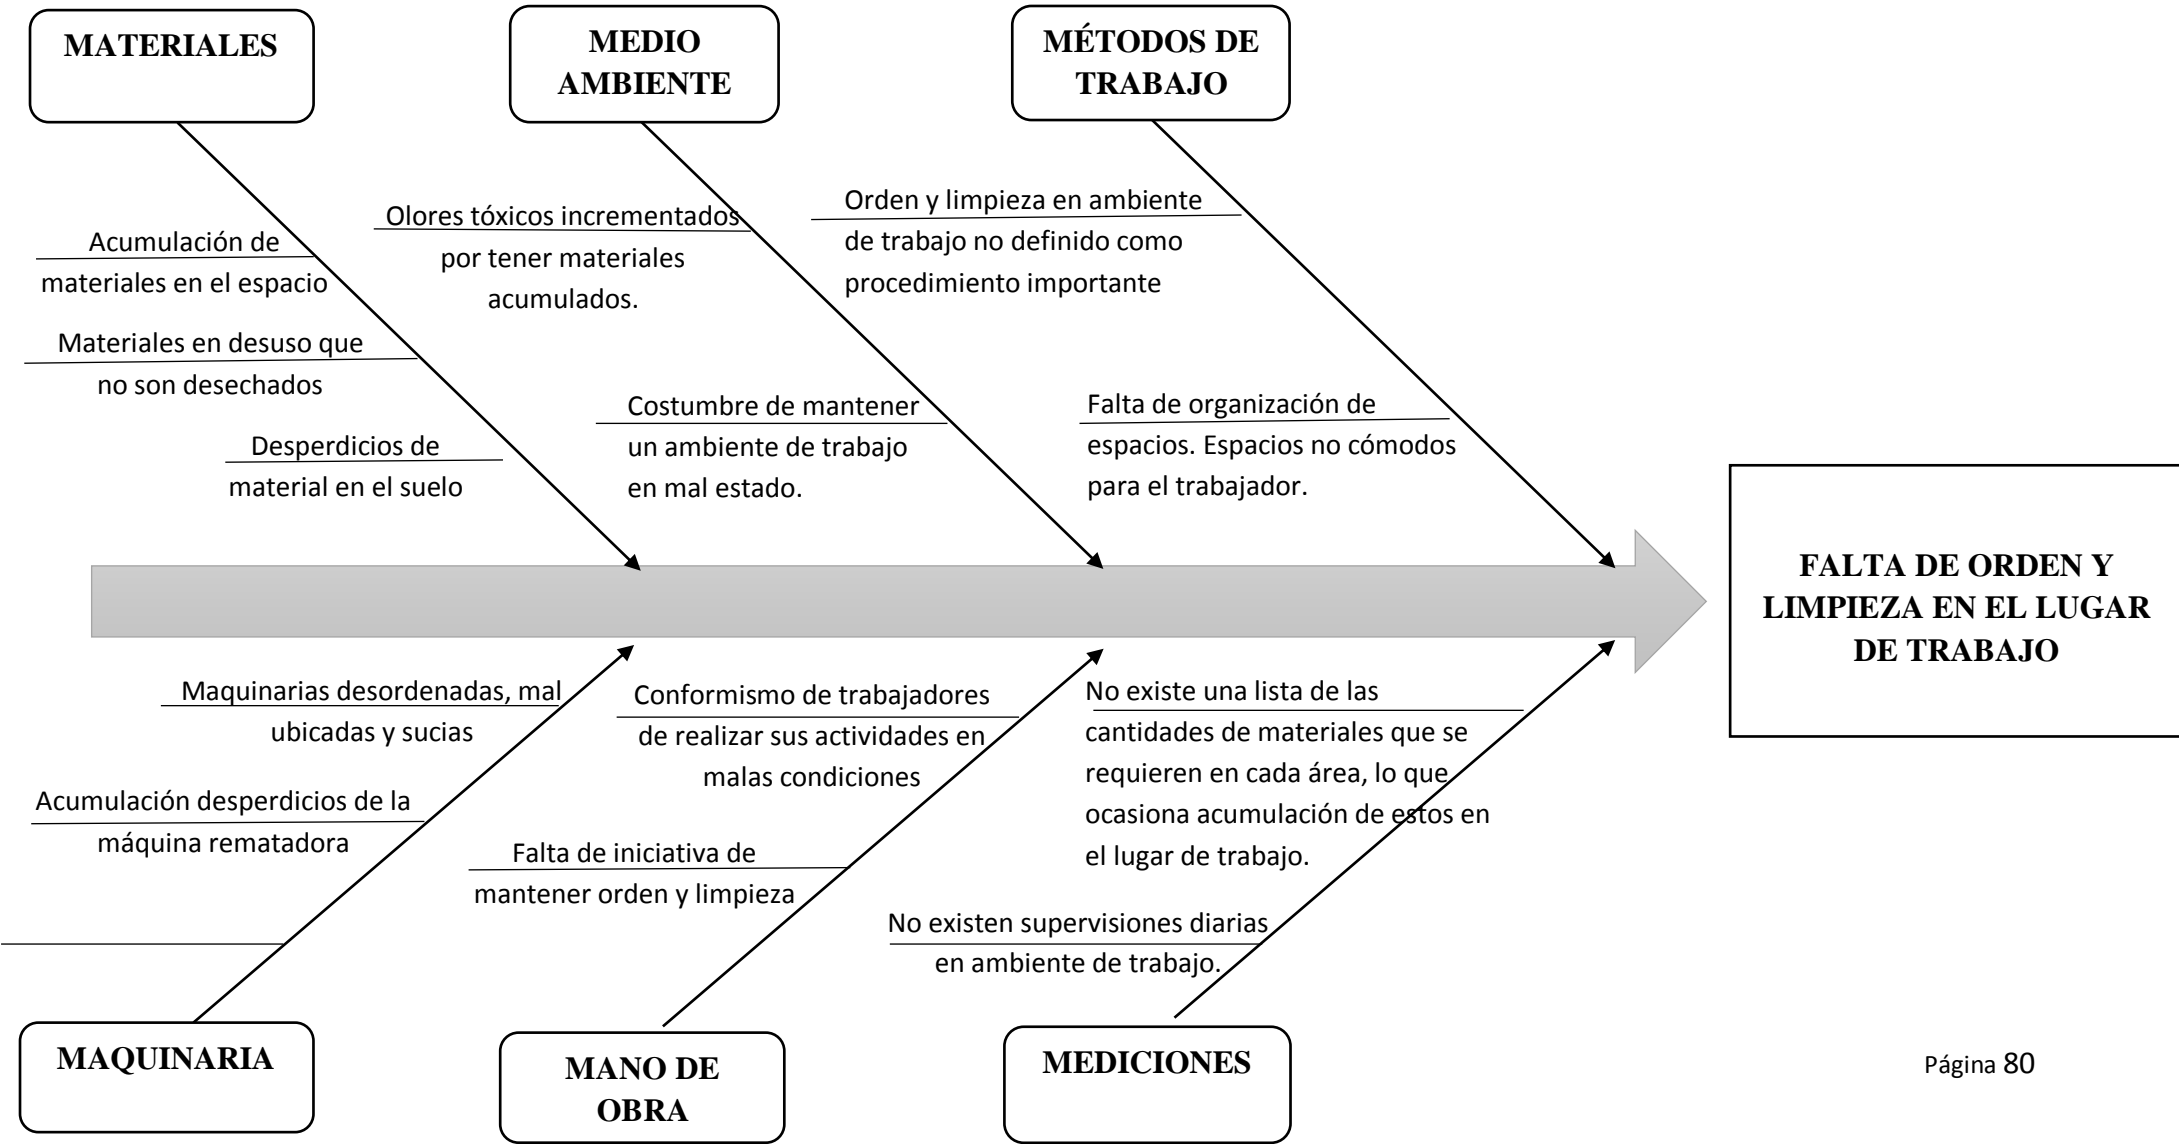 MATERIALES
MEDIO
AMBIENTE
MÉTODOS DE
TRABAJO
Acumulación de
materiales en el espacio
Materiales en desuso que
no son desechados
Desperdicios de
material en el suelo
Olores tóxicos incrementados
por tener materiales
acumulados.
Costumbre de mantener
un ambiente de trabajo
en mal estado.
Orden y limpieza en ambiente
de trabajo no definido como
procedimiento importante
Falta de organización de
espacios. Espacios no cómodos
para el trabajador.
FALTA DE ORDEN Y
LIMPIEZA EN EL LUGAR
DE TRABAJO
Maquinarias desordenadas, mal
ubicadas y sucias
Acumulación desperdicios de la
máquina rematadora
Conformismo de trabajadores
de realizar sus actividades en
malas condiciones
Falta de iniciativa de
mantener orden y limpieza
No existe una lista de las
cantidades de materiales que se
requieren en cada área, lo que
ocasiona acumulación de estos en
el lugar de trabajo.
No existen supervisiones diarias
en ambiente de trabajo.
MAQUINARIA
MANO DE
OBRA
MEDICIONES
Página 80